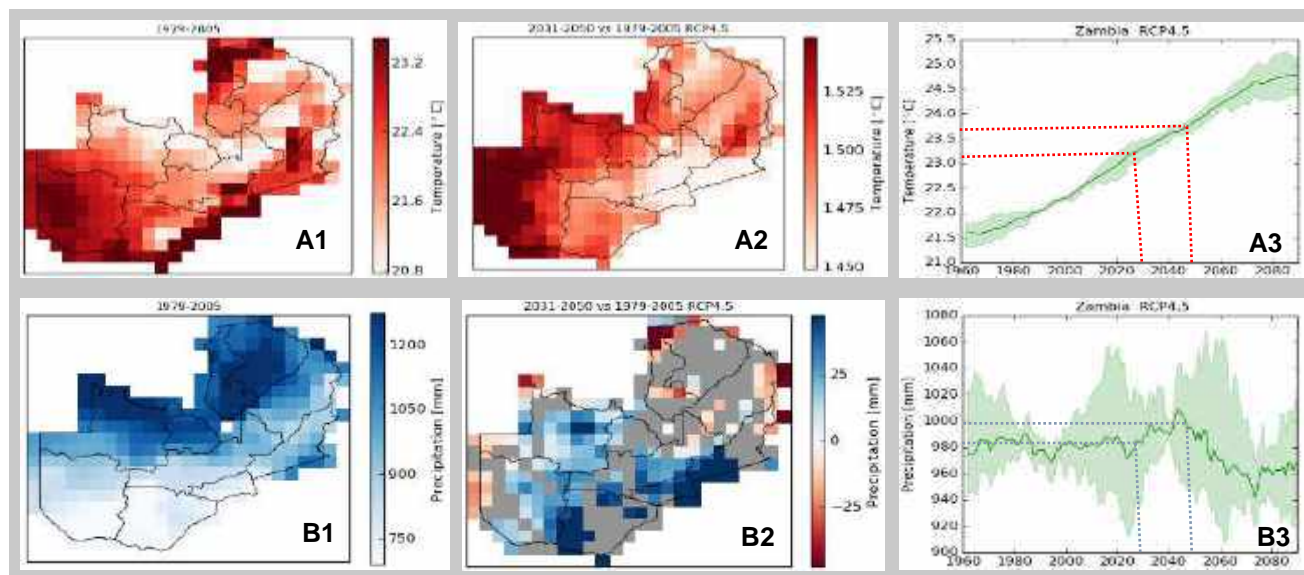 1979-2005
23.2
22.4
21.6
20.8
Temperature [°C]
A1
2031-2050 vs 1979-2005 RCP4.5
1.525
1.500
1.475
1.450
Temperature [°C]
A2
Zambia RCP4.5
25.5
25.0
24.5
24.0
23.5
23.0
22.5
22.0
21.5
21.0
Temperature [°C]
1960 1980 2000 2020 2040 2060 2080
A3
1979-2005
1200
1050
900
750
Precipitation [mm]
B1
2031-2050 vs 1979-2005 RCP4.5
25
0
−25
Precipitation [mm]
B2
Zambia RCP4.5
1080
1060
1040
1020
1000
980
960
940
920
900
Precipitation [mm]
1960 1980 2000 2020 2040 2060 2080
B3